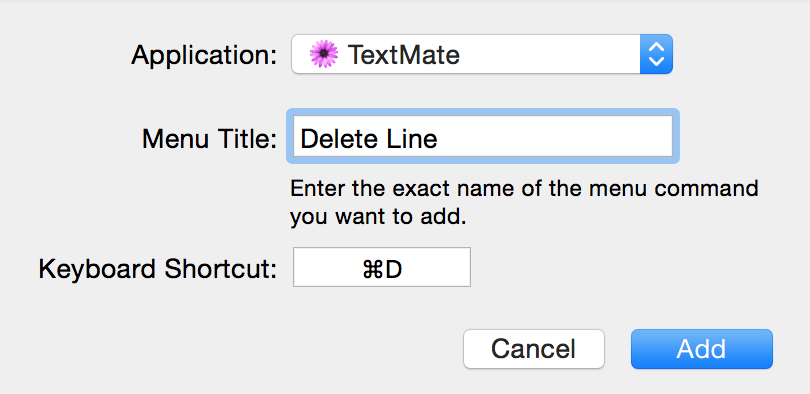 Application: TextMate
Menu Title: Delete Line
Enter the exact name of the menu command
you want to add.
Keyboard Shortcut: ⌘D
Cancel Add